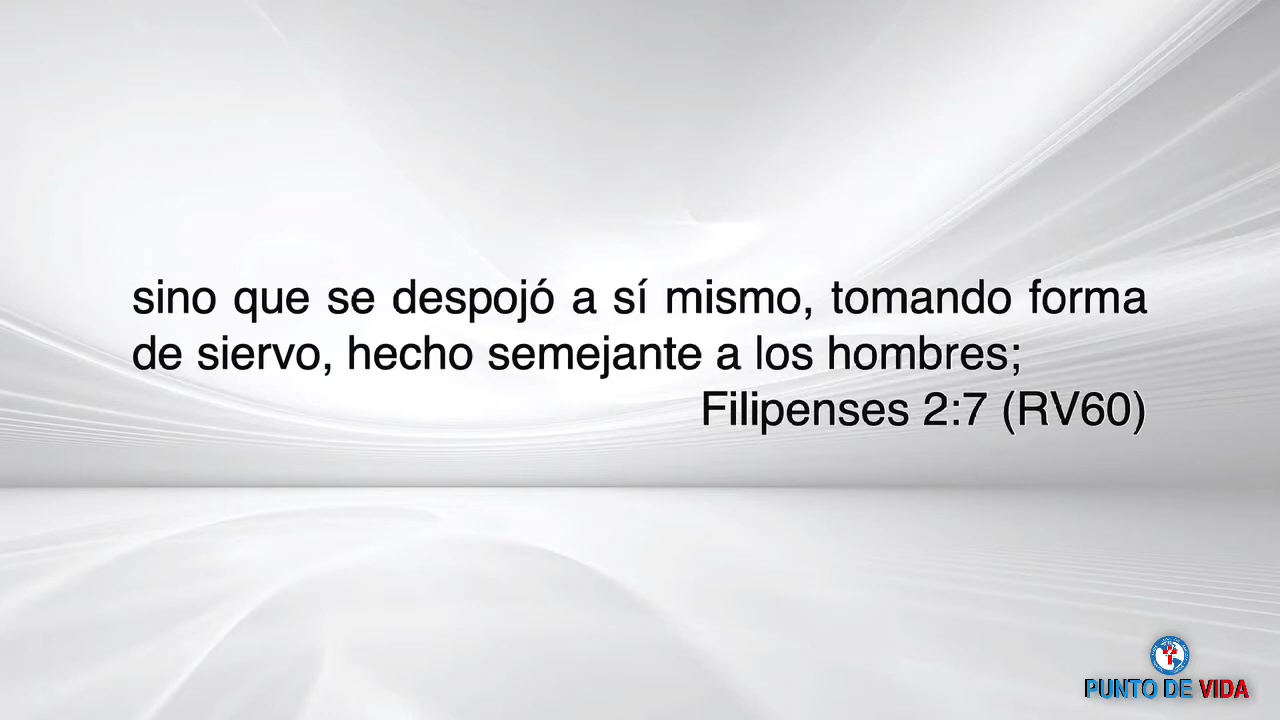 sino que se despojó a sí mismo, tomando forma
de siervo, hecho semejante a los hombres;
Filipenses 2:7 (RV60)
PUNTO DE VIDA